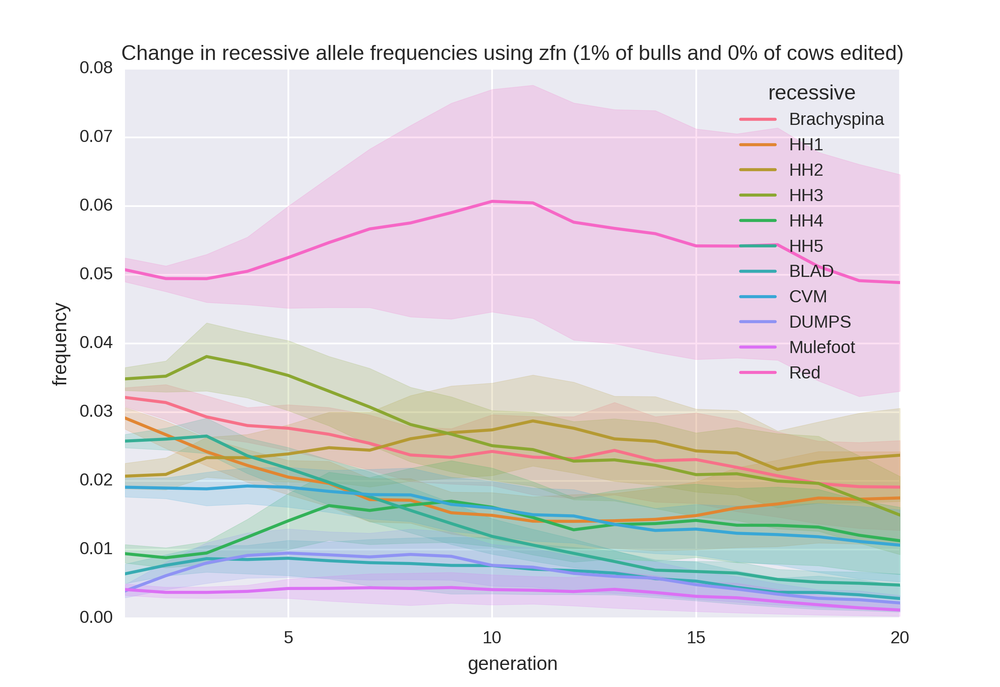 Change in recessive allele frequencies using zfn (1% of bulls and 0% of cows edited)
0.08
0.07
0.06
0.05
0.04
0.03
0.02
0.01
0.00
frequency
recessive
Brachyspina
HH1
HH2
HH3
HH4
HH5
BLAD
CVM
DUMPS
Mulefoot
Red
5
10
15
20
generation